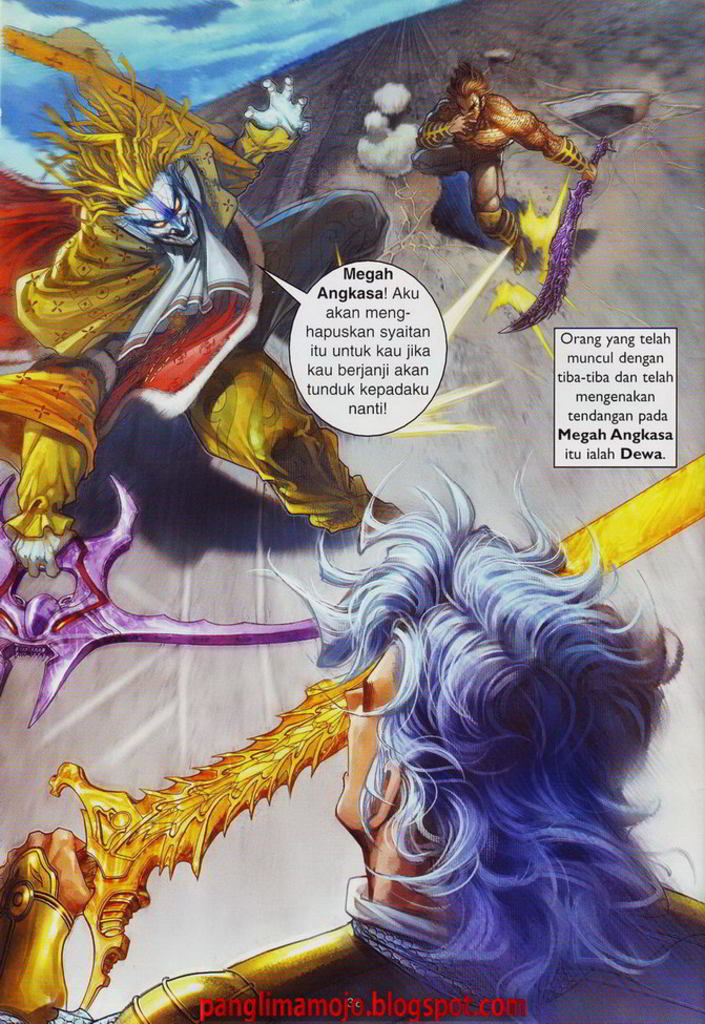 Megah
Angkasa! Aku
akan meng-
hapuskan syaitan
itu untuk kau jika
kau berjanji akan
tunduk kepadaku
nanti!
Orang yang telah
muncul dengan
tiba-tiba dan telah
mengenakan
tendangan pada
Megah Angkasa
itu ialah Dewa.
panglimamojo.blogspot.com